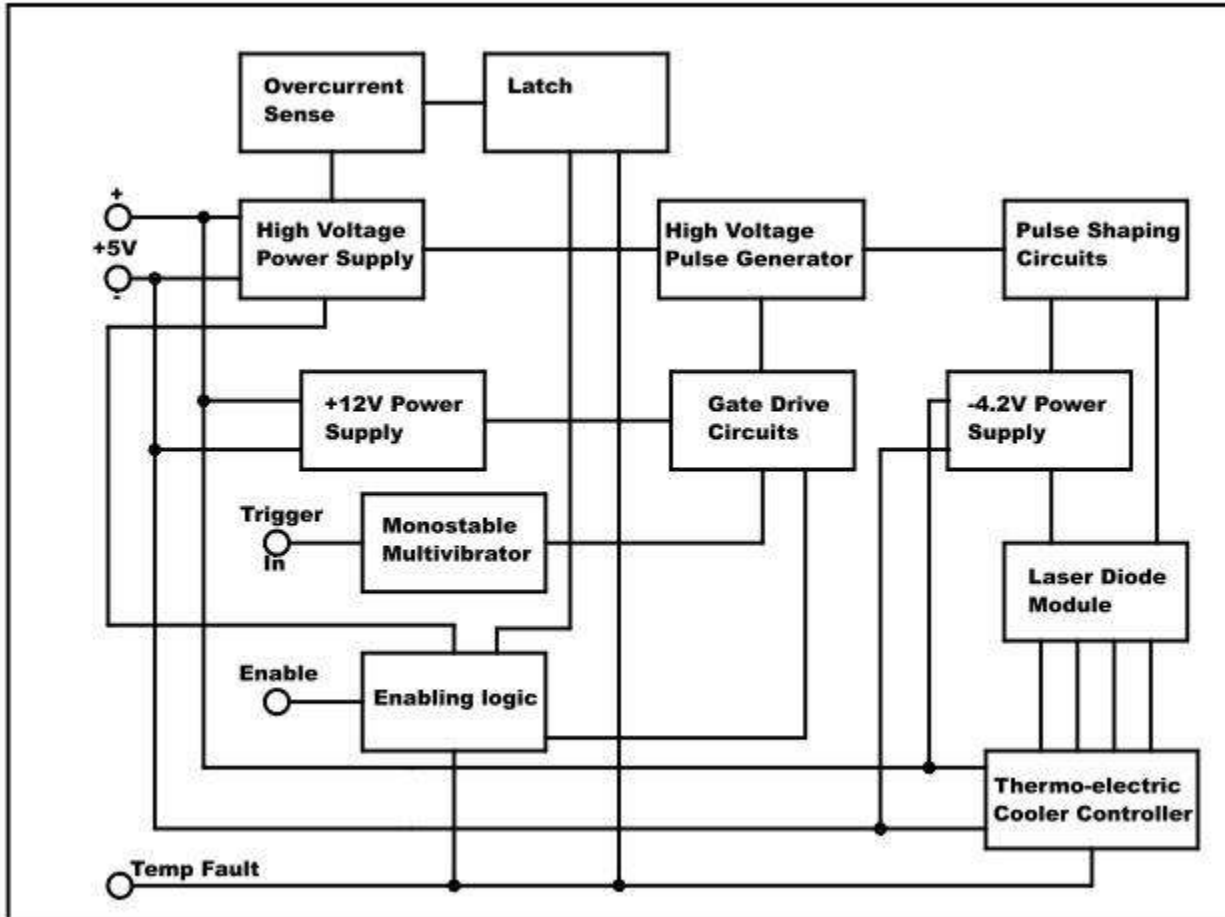 Overcurrent
Sense
Latch
+
+5V
-
High Voltage
Power Supply
High Voltage
Pulse Generator
Pulse Shaping
Circuits
+12V Power
Supply
Gate Drive
Circuits
-4.2V Power
Supply
Trigger
In
Monostable
Multivibrator
Laser Diode
Module
Enable
Enabling logic
Thermo-electric
Cooler Controller
Temp Fault